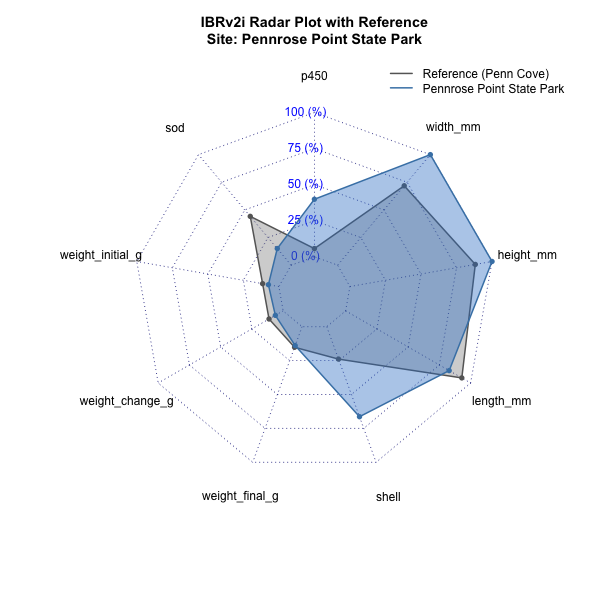 IBRv2i Radar Plot with Reference
Site: Pennrose Point State Park
p450
Reference (Penn Cove)
Pennrose Point State Park
100 (%)
sod
width_mm
75 (%)
50 (%)
25 (%)
weight_initial_g
0 (%)
height_mm
weight_change_g
length_mm
weight_final_g
shell